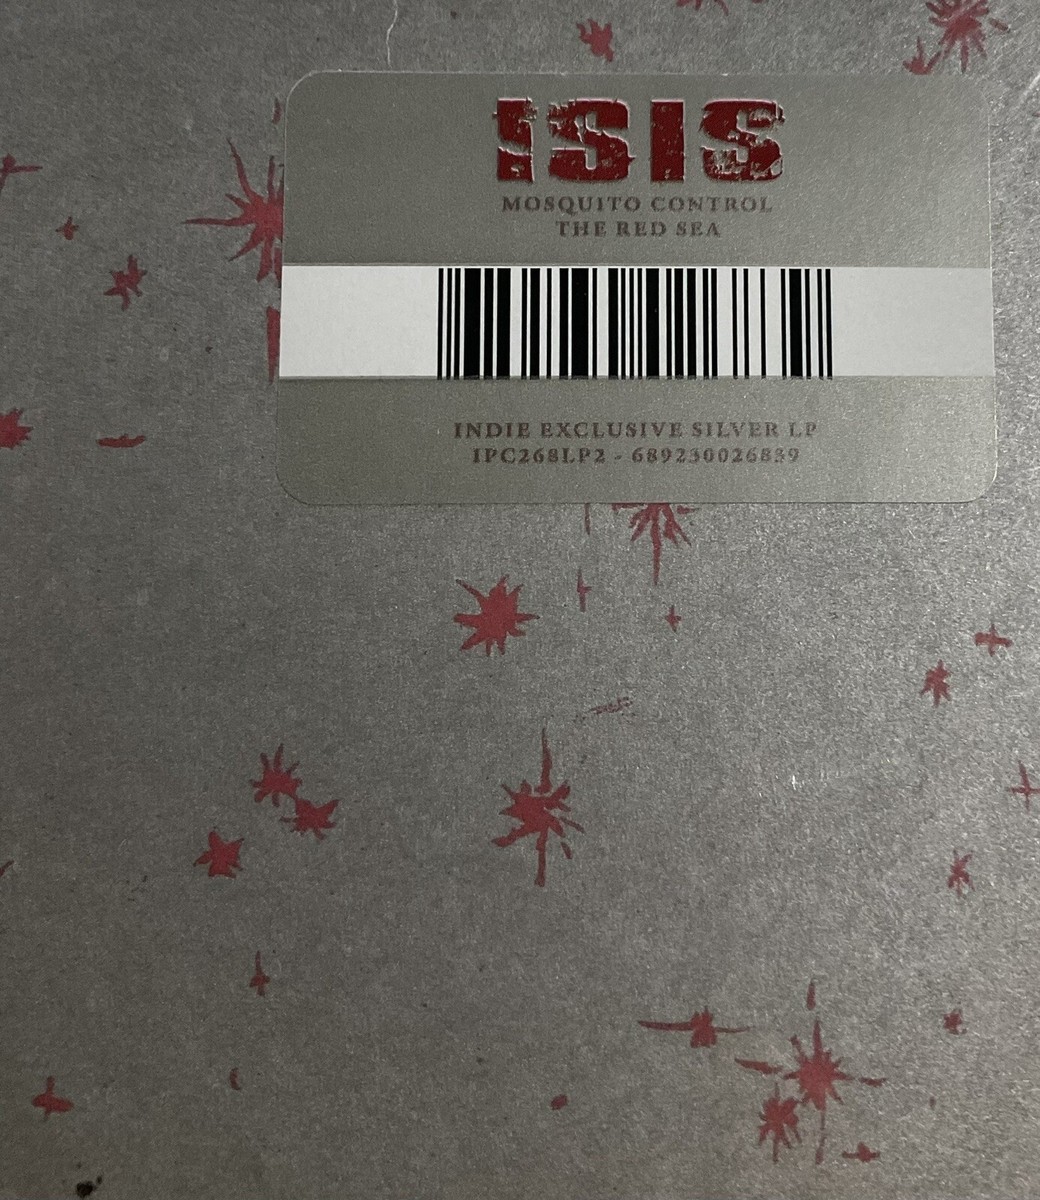 ISIS
MOSQUITO CONTROL
THE RED SEA
INDIE EXCLUSIVE SILVER LP
IPC268LP2 - 689230026839